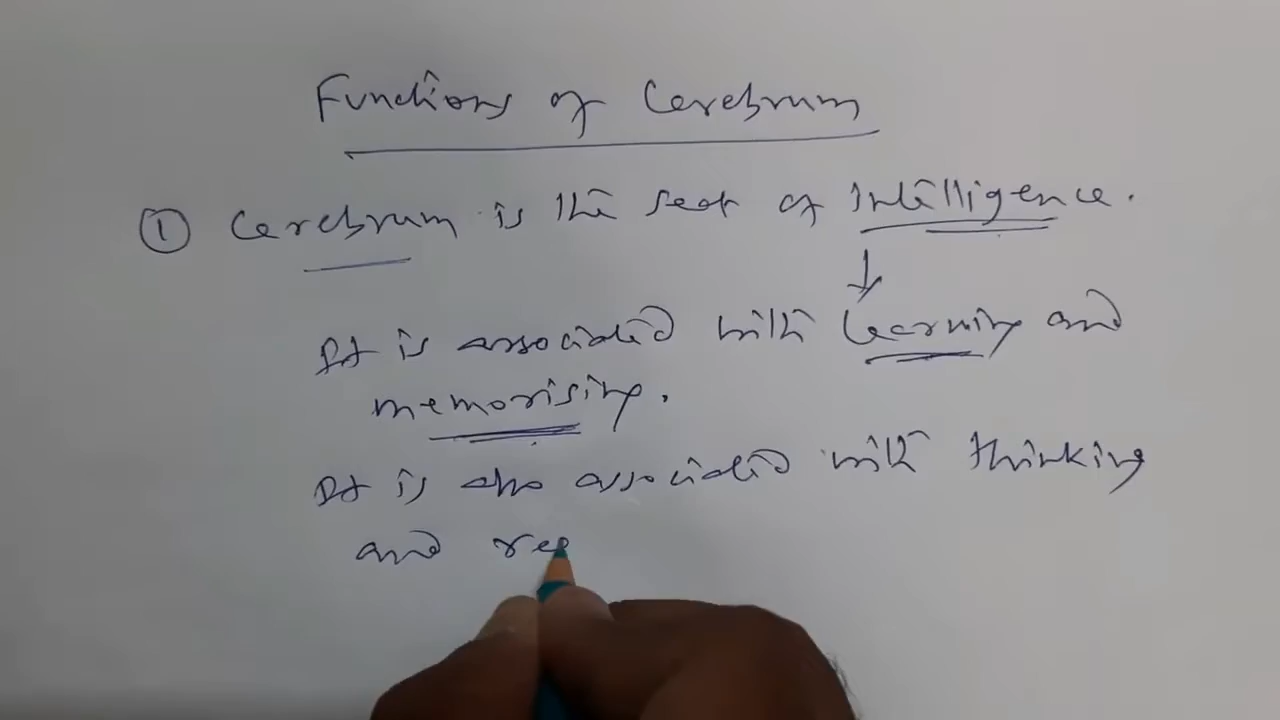 Functions of Cerebrum
① Cerebrum is the seat of Intelligence.
↓
It is associated with learning and
memorising.
It is also associated with thinking
and rea